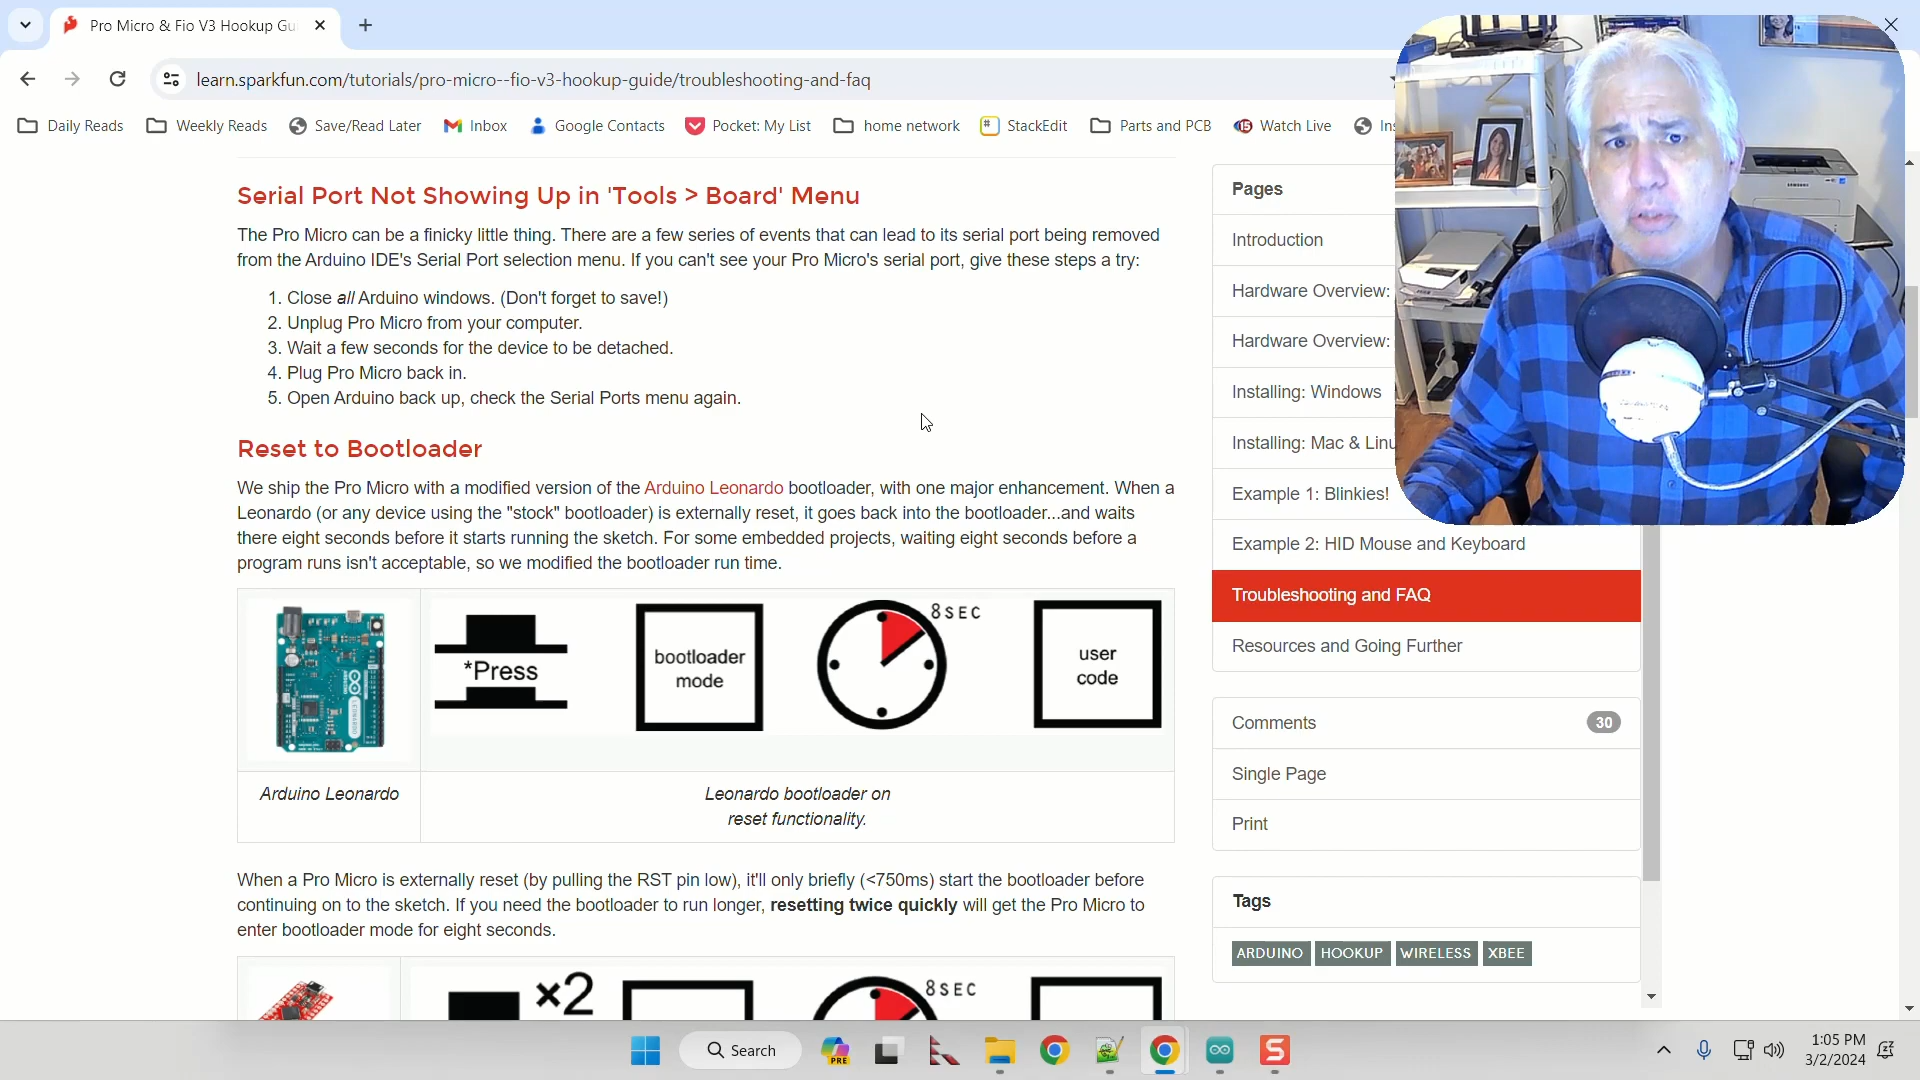 Pro Micro & Fio V3 Hookup Gu
learn.sparkfun.com/tutorials/pro-micro--fio-v3-hookup-guide/troubleshooting-and-faq
Daily Reads
Weekly Reads
Save/Read Later
Inbox
Google Contacts
Pocket: My List
home network
StackEdit
Parts and PCB
Watch Live
Ins
Serial Port Not Showing Up in 'Tools > Board' Menu
The Pro Micro can be a finicky little thing. There are a few series of events that can lead to its serial port being removed
from the Arduino IDE's Serial Port selection menu. If you can't see your Pro Micro's serial port, give these steps a try:
1. Close all Arduino windows. (Don't forget to save!)
2. Unplug Pro Micro from your computer.
3. Wait a few seconds for the device to be detached.
4. Plug Pro Micro back in.
5. Open Arduino back up, check the Serial Ports menu again.
Reset to Bootloader
We ship the Pro Micro with a modified version of the Arduino Leonardo bootloader, with one major enhancement. When a
Leonardo (or any device using the "stock" bootloader) is externally reset, it goes back into the bootloader...and waits
there eight seconds before it starts running the sketch. For some embedded projects, waiting eight seconds before a
program runs isn't acceptable, so we modified the bootloader run time.
*Press
bootloader
mode
8SEC
user
code
Arduino Leonardo
Leonardo bootloader on
reset functionality.
When a Pro Micro is externally reset (by pulling the RST pin low), it'll only briefly (<750ms) start the bootloader before
continuing on to the sketch. If you need the bootloader to run longer, resetting twice quickly will get the Pro Micro to
enter bootloader mode for eight seconds.
×2
8SEC
Pages
Introduction
Hardware Overview:
Hardware Overview:
Installing: Windows
Installing: Mac & Linu
Example 1: Blinkies!
Example 2: HID Mouse and Keyboard
Troubleshooting and FAQ
Resources and Going Further
Comments
30
Single Page
Print
Tags
ARDUINO
HOOKUP
WIRELESS
XBEE
Search
PRE
1:05 PM
3/2/2024